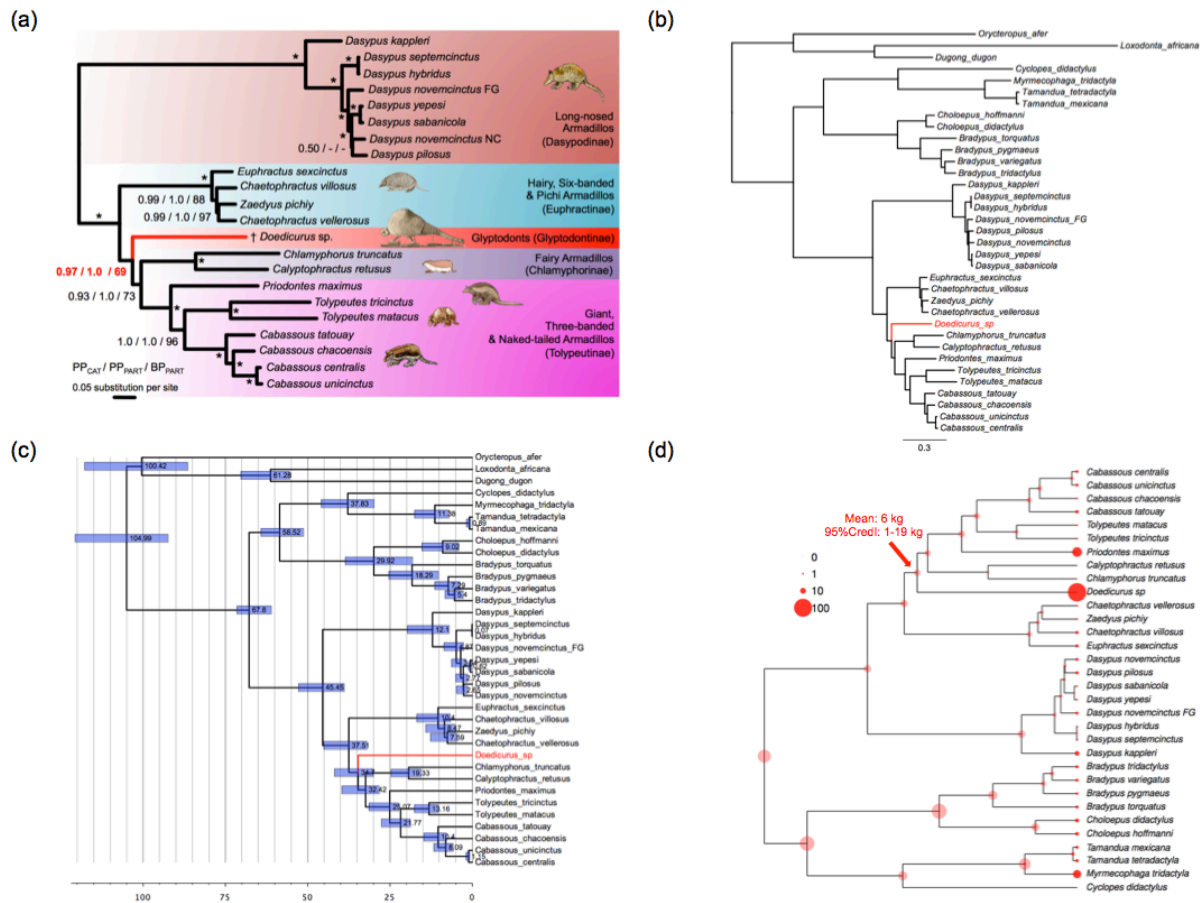 (a)
Dasypus kappleri
Dasypus septemcinctus
Dasypus hybridus
Dasypus novemcinctus FG
Dasypus yepesi
Dasypus sabanicola
Dasypus novemcinctus NC
Dasypus pilosus
0.50 / - / -
Long-nosed
Armadillos
(Dasypodinae)
Euphractus sexcinctus
Chaetophractus villosus
Zaedyus pichiy
Chaetophractus vellerosus
0.99 / 1.0 / 88
0.99 / 1.0 / 97
Hairy, Six-banded
& Pichi Armadillos
(Euphractinae)
† Doedicurus sp.
Glyptodonts (Glyptodontinae)
0.97 / 1.0 / 69
Chlamyphorus truncatus
Calyptophractus retusus
Fairy Armadillos
(Chlamyphorinae)
0.93 / 1.0 / 73
Priodontes maximus
Tolypeutes tricinctus
Tolypeutes matacus
Cabassous tatouay
Cabassous chacoensis
Cabassous centralis
Cabassous unicinctus
1.0 / 1.0 / 96
Giant,
Three-banded
& Naked-tailed Armadillos
(Tolypeutinae)
PPCAT / PPPART / BPPART
0.05 substitution per site
(b)
Orycteropus_afer
Loxodonta_africana
Dugong_dugon
Cyclopes_didactylus
Myrmecophaga_tridactyla
Tamandua_tetradactyla
Tamandua_mexicana
Choloepus_hoffmanni
Choloepus_didactylus
Bradypus_torquatus
Bradypus_pygmaeus
Bradypus_variegatus
Bradypus_tridactylus
Dasypus_kappleri
Dasypus_septemcinctus
Dasypus_hybridus
Dasypus_novemcinctus_FG
Dasypus_pilosus
Dasypus_novemcinctus
Dasypus_yepesi
Dasypus_sabanicola
Euphractus_sexcinctus
Chaetophractus_villosus
Zaedyus_pichiy
Chaetophractus_vellerosus
Doedicurus_sp
Chlamyphorus_truncatus
Calyptophractus_retusus
Priodontes_maximus
Tolypeutes_tricinctus
Tolypeutes_matacus
Cabassous_tatouay
Cabassous_chacoensis
Cabassous_unicinctus
Cabassous_centralis
0.3
(c)
Orycteropus_afer
Loxodonta_africana
Dugong_dugon
Cyclopes_didactylus
Myrmecophaga_tridactyla
Tamandua_tetradactyla
Tamandua_mexicana
Choloepus_hoffmanni
Choloepus_didactylus
Bradypus_torquatus
Bradypus_pygmaeus
Bradypus_variegatus
Bradypus_tridactylus
Dasypus_kappleri
Dasypus_septemcinctus
Dasypus_hybridus
Dasypus_novemcinctus_FG
Dasypus_yepesi
Dasypus_sabanicola
Dasypus_pilosus
Dasypus_novemcinctus
Euphractus_sexcinctus
Chaetophractus_villosus
Zaedyus_pichiy
Chaetophractus_vellerosus
Doedicurus_sp
Chlamyphorus_truncatus
Calyptophractus_retusus
Priodontes_maximus
Tolypeutes_tricinctus
Tolypeutes_matacus
Cabassous_tatouay
Cabassous_chacoensis
Cabassous_unicinctus
Cabassous_centralis
100.42
61.28
104.99
37.83
11.38
0.89
56.52
9.02
29.92
18.29
7.29
5.4
67.8
12.1
0.07
45.45
37.51
7.59
19.33
32.42
13.16
21.77
8.09
1.15
100
75
50
25
0
(d)
Mean: 6 kg
95%CredI: 1-19 kg
0
1
10
100
Cabassous centralis
Cabassous unicinctus
Cabassous chacoensis
Cabassous tatouay
Tolypeutes matacus
Tolypeutes tricinctus
Priodontes maximus
Calyptophractus retusus
Chlamyphorus truncatus
Doedicurus sp
Chaetophractus vellerosus
Zaedyus pichiy
Chaetophractus villosus
Euphractus sexcinctus
Dasypus novemcinctus
Dasypus pilosus
Dasypus sabanicola
Dasypus yepesi
Dasypus novemcinctus FG
Dasypus hybridus
Dasypus septemcinctus
Dasypus kappleri
Bradypus tridactylus
Bradypus variegatus
Bradypus pygmaeus
Bradypus torquatus
Choloepus didactylus
Choloepus hoffmanni
Tamandua mexicana
Tamandua tetradactyla
Myrmecophaga tridactyla
Cyclopes didactylus